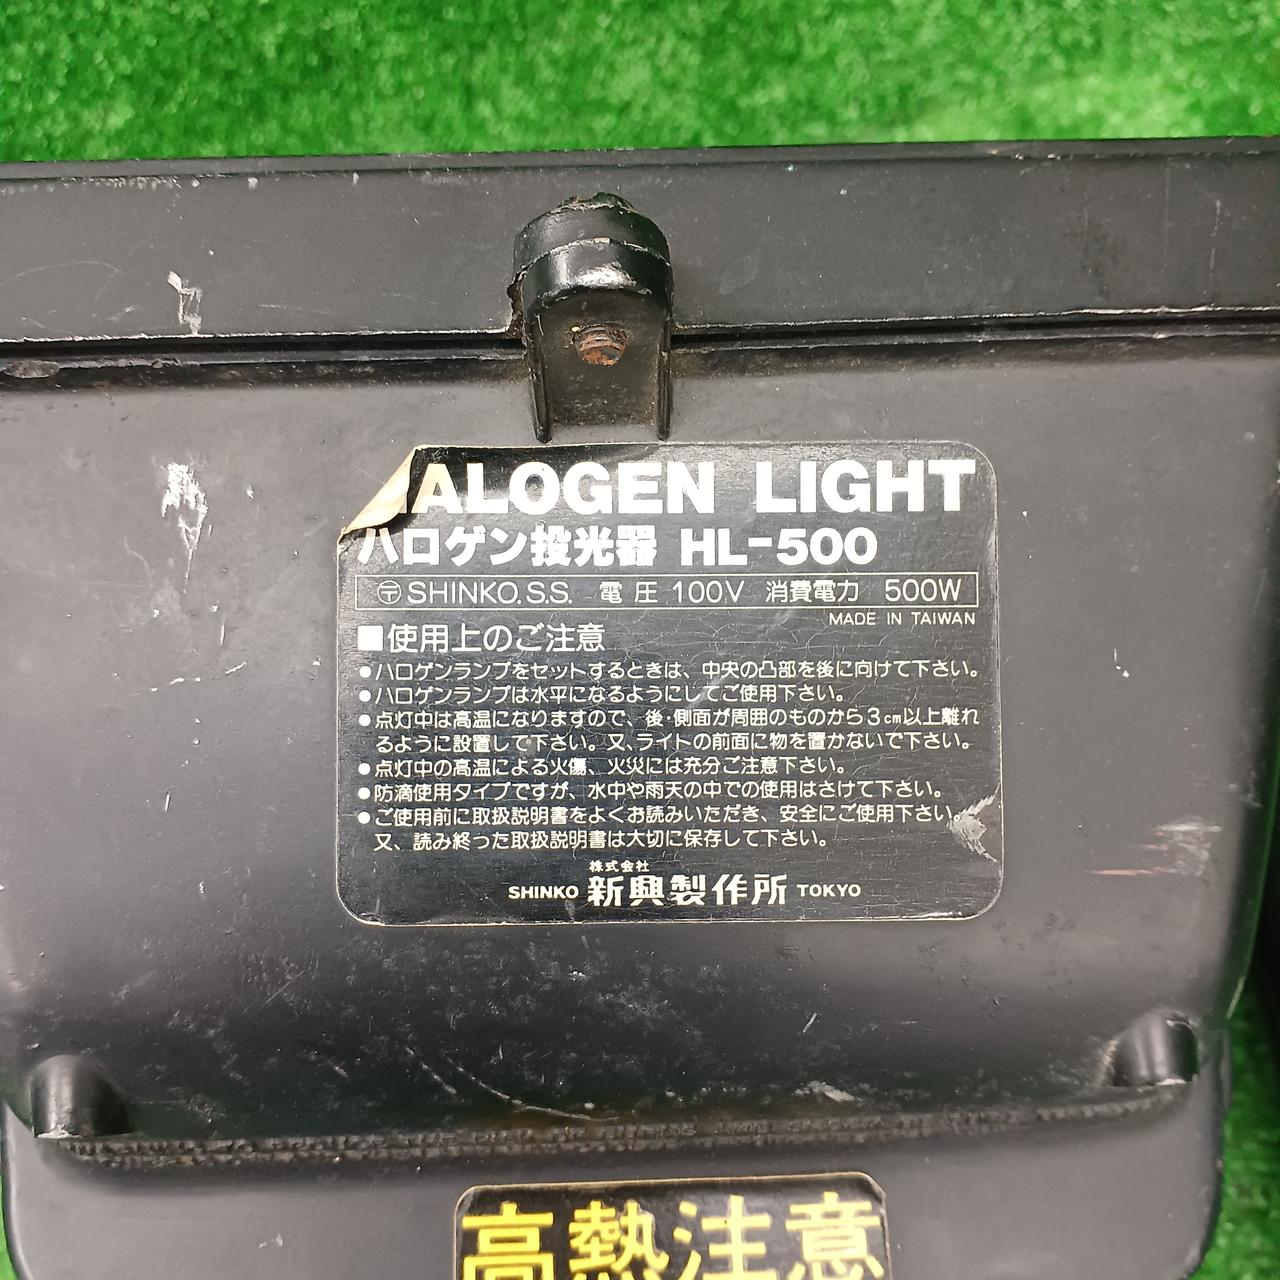 ALOGEN LIGHT
ハロゲン投光器 HL-500
〶SHINKO.S.S. 電圧 100V 消費電力 500W
MADE IN TAIWAN
■使用上のご注意
●ハロゲンランプをセットするときは、中央の凸部を後に向けて下さい。
●ハロゲンランプは水平になるようにしてご使用下さい。
●点灯中は高温になりますので、後・側面が周囲のものから3㎝以上離れ
るように設置して下さい。又、ライトの前面に物を置かないで下さい。
●点灯中の高温による火傷、火災には充分ご注意下さい。
●防滴使用タイプですが、水中や雨天の中での使用はさけて下さい。
●ご使用前に取扱説明書をよくお読みいただき、安全にご使用下さい。
又、読み終った取扱説明書は大切に保存して下さい。
株式会社
SHINKO 新興製作所 TOKYO
高熱注意